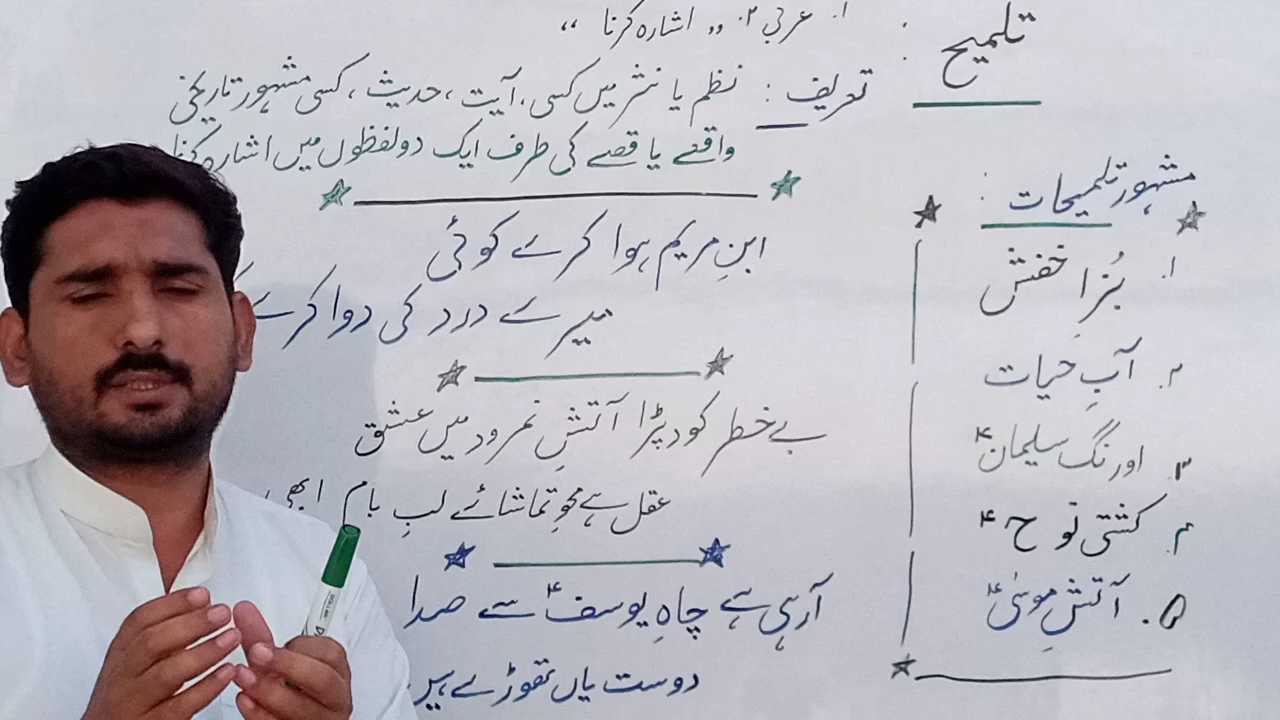 تلمیح :
۱. عربی ۲. ,, اشارہ کرنا ،،
تعریف : نظم یا نثر میں کسی، آیت ، حدیث ، کسی مشہور تاریخی
واقعے یا قصے کی طرف ایک دو لفظوں میں اشارہ کرنا
ابنِ مریم ہوا کرے کوئی
میرے درد کی دوا کرے
بے خطر کود پڑا آتشِ نمرود میں عشق
عقل ہے محوِ تماشائے لبِ بام ابھی
آرہی ہے چاہِ یوسفؑ سے صدا
دوست یاں تھوڑے ہیں
مشہور تلمیحات :
۱. بُزِ اخفش
۲. آبِ حیات
۳. اورنگ سلیمانؑ
۴. کشتی نوحؑ
۵. آتشِ موسٰیؑ